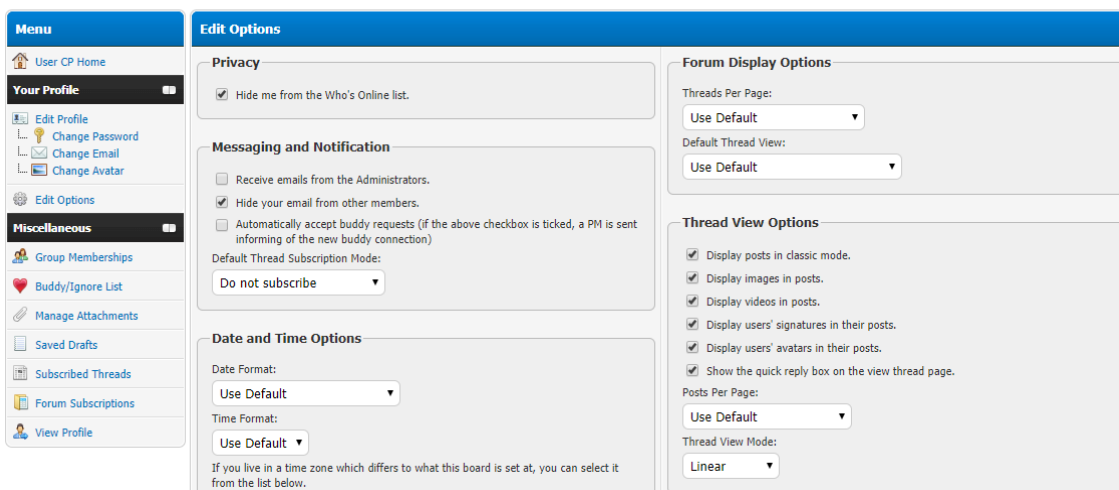 Menu
User CP Home
Your Profile
Edit Profile
Change Password
Change Email
Change Avatar
Edit Options
Miscellaneous
Group Memberships
Buddy/Ignore List
Manage Attachments
Saved Drafts
Subscribed Threads
Forum Subscriptions
View Profile
Edit Options
Privacy
Hide me from the Who's Online list.
Messaging and Notification
Receive emails from the Administrators.
Hide your email from other members.
Automatically accept buddy requests (if the above checkbox is ticked, a PM is sent
informing of the new buddy connection)
Default Thread Subscription Mode:
Do not subscribe
Date and Time Options
Date Format:
Use Default
Time Format:
Use Default
If you live in a time zone which differs to what this board is set at, you can select it
from the list below.
Forum Display Options
Threads Per Page:
Use Default
Default Thread View:
Use Default
Thread View Options
Display posts in classic mode.
Display images in posts.
Display videos in posts.
Display users' signatures in their posts.
Display users' avatars in their posts.
Show the quick reply box on the view thread page.
Posts Per Page:
Use Default
Thread View Mode:
Linear